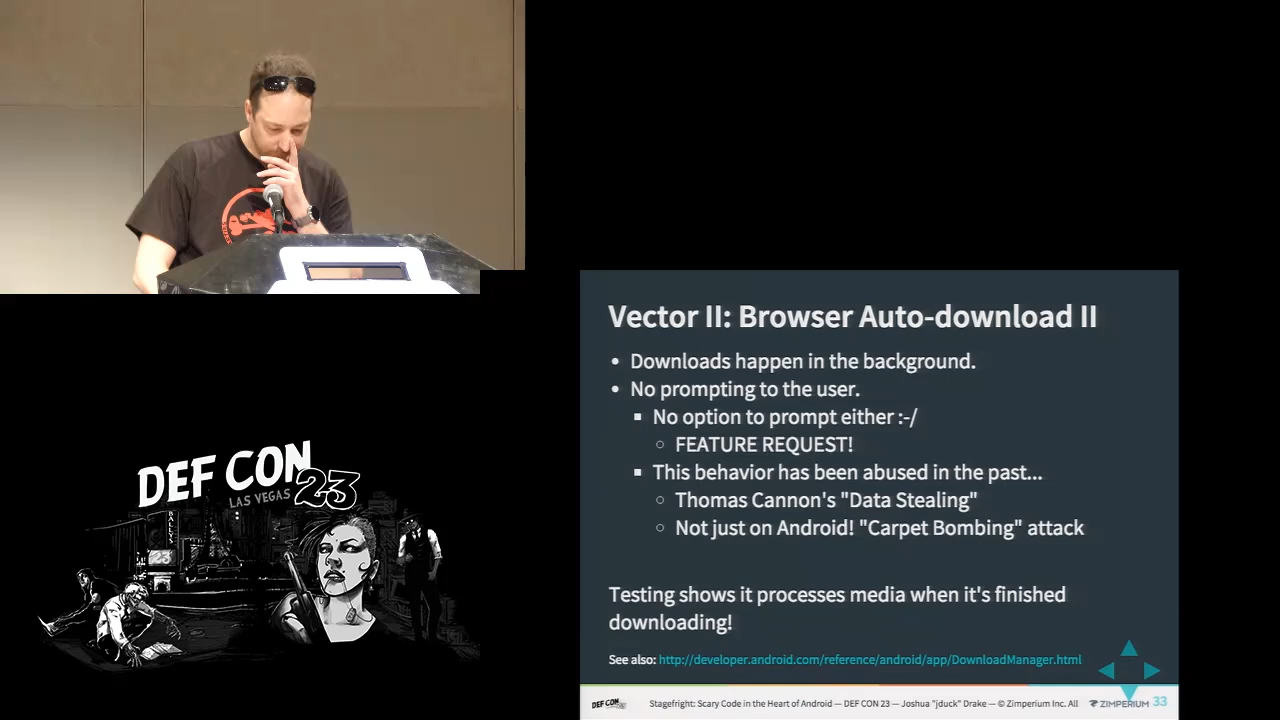 Vector II: Browser Auto-download II
• Downloads happen in the background.
• No prompting to the user.
▪ No option to prompt either :-/
○ FEATURE REQUEST!
▪ This behavior has been abused in the past...
○ Thomas Cannon's "Data Stealing"
○ Not just on Android! "Carpet Bombing" attack
Testing shows it processes media when it's finished
downloading!
See also: http://developer.android.com/reference/android/app/DownloadManager.html
DEF CON
Stagefright: Scary Code in the Heart of Android — DEF CON 23 — Joshua "jduck" Drake — © Zimperium Inc. All
ZIMPERIUM 33
DEF CON
LAS VEGAS 23
BALLYS
23